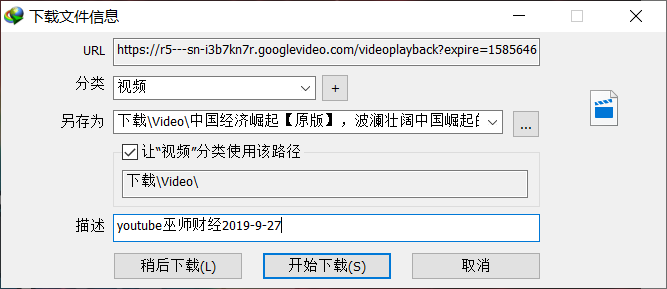 下载文件信息
URL https://r5---sn-i3b7kn7r.googlevideo.com/videoplayback?expire=1585646
分类 视频 +
另存为 下载\Video\中国经济崛起【原版】，波澜壮阔中国崛起的 ...
让“视频”分类使用该路径
下载\Video\
描述 youtube巫师财经2019-9-27
稍后下载(L) 开始下载(S) 取消